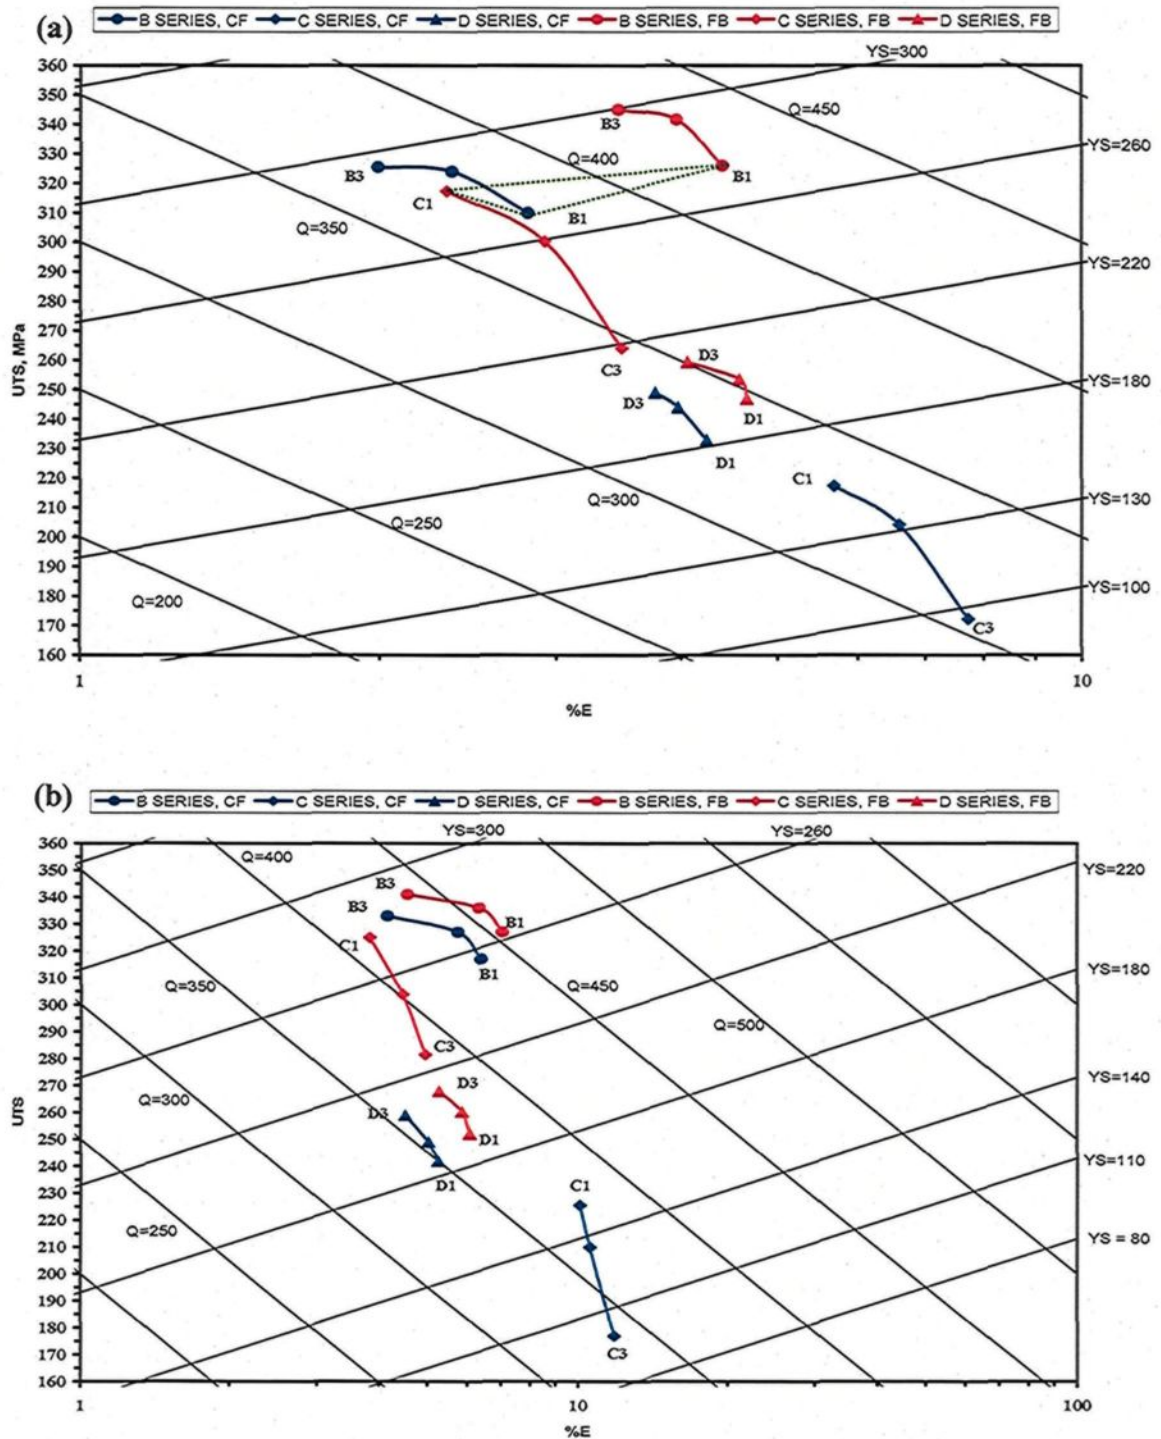 (a)
B SERIES, CF C SERIES, CF D SERIES, CF B SERIES, FB C SERIES, FB D SERIES, FB
YS=300
360
350
340
330
320
310
300
290
280
270
260
250
240
230
220
210
200
190
180
170
160
UTS, MPa
Q=450
B3
Q=400
YS=260
B3
B1
C1
B1
Q=350
YS=220
D3
C3
YS=180
D3
D1
D1
C1
Q=300
YS=130
Q=250
YS=100
Q=200
C3
1
10
%E
(b)
B SERIES, CF C SERIES, CF D SERIES, CF B SERIES, FB C SERIES, FB D SERIES, FB
YS=300
YS=260
360
350
340
330
320
310
300
290
280
270
260
250
240
230
220
210
200
190
180
170
160
UTS
Q=400
YS=220
B3
B3
B1
C1
YS=180
B1
Q=350
Q=450
Q=500
C3
YS=140
D3
Q=300
D3
D1
YS=110
D1
C1
Q=250
YS = 80
C3
1
10
100
%E